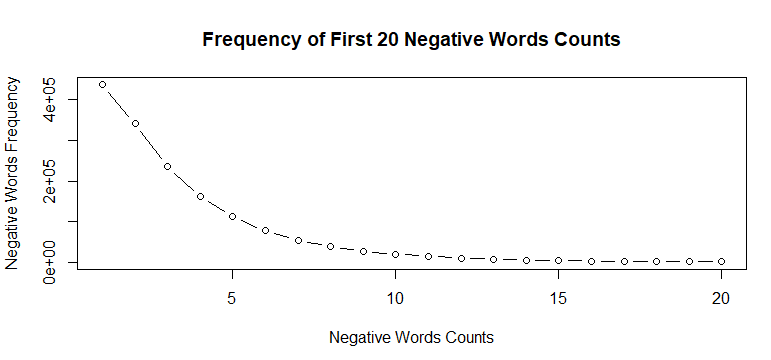 Frequency of First 20 Negative Words Counts
Negative Words Frequency
4e+05
2e+05
0e+00
5 10 15 20
Negative Words Counts